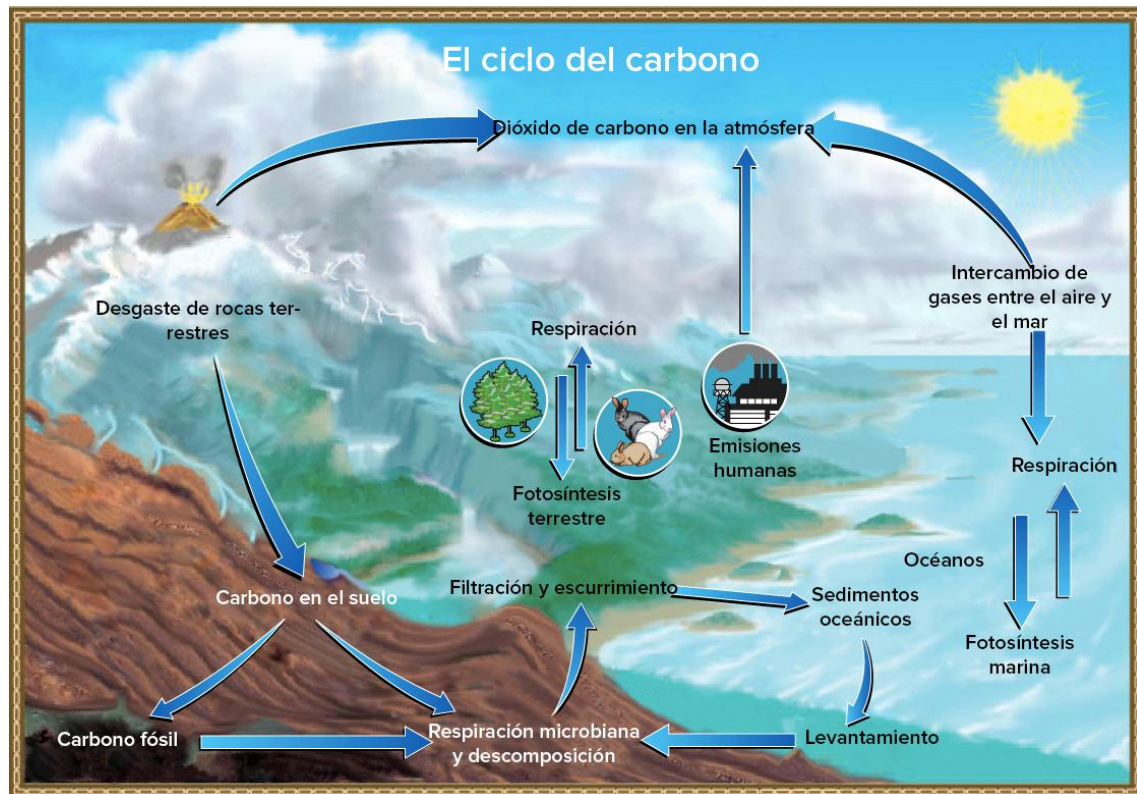 El ciclo del carbono
Dióxido de carbono en la atmósfera
Intercambio de
gases entre el aire y
el mar
Desgaste de rocas ter-
restres
Respiración
Emisiones
humanas
Respiración
Fotosíntesis
terrestre
Océanos
Filtración y escurrimiento
Sedimentos
oceánicos
Carbono en el suelo
Fotosíntesis
marina
Carbono fósil
Respiración microbiana
y descomposición
Levantamiento